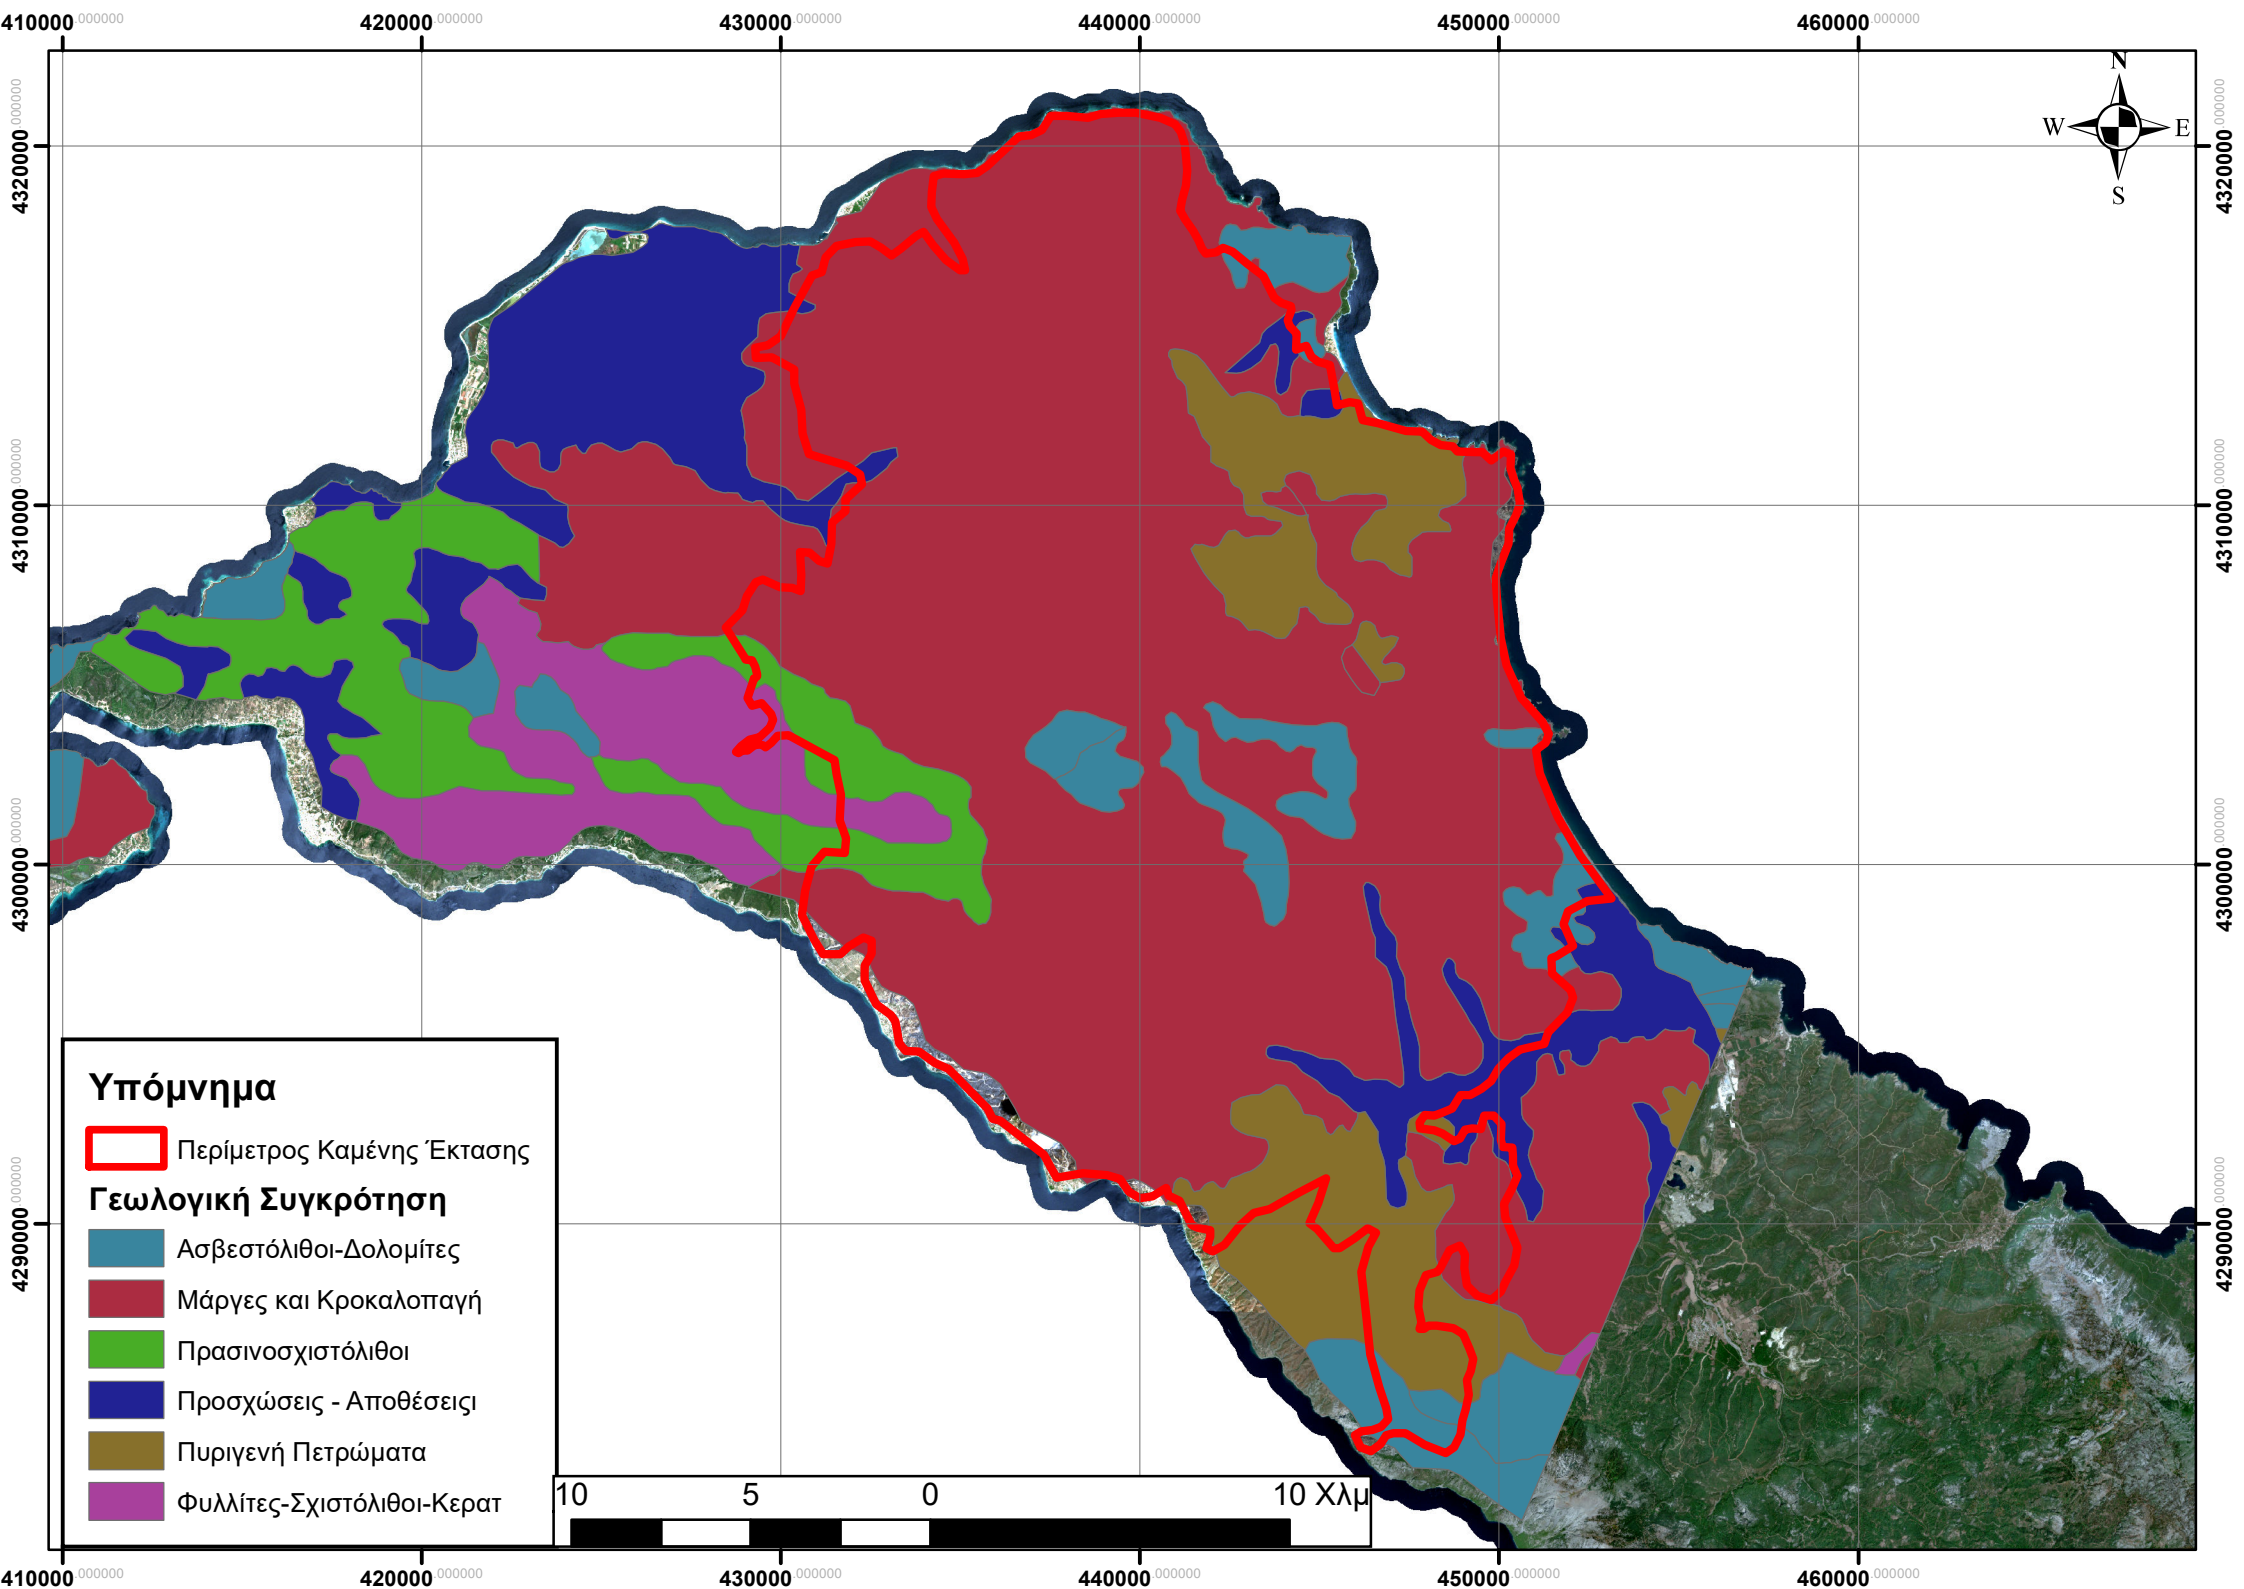 410000.000000 420000.000000 430000.000000 440000.000000 450000.000000 460000.000000
N
W E
S
4320000.000000 4320000.000000
4310000.000000 4310000.000000
4300000.000000 4300000.000000
4290000.000000 4290000.000000
Υπόμνημα
Περίμετρος Καμένης Έκτασης
Γεωλογική Συγκρότηση
Ασβεστόλιθοι-Δολομίτες
Μάργες και Κροκαλοπαγή
Πρασινοσχιστόλιθοι
Προσχώσεις - Αποθέσειςι
Πυριγενή Πετρώματα
Φυλλίτες-Σχιστόλιθοι-Κερατ
10 5 0 10 Χλμ
410000.000000 420000.000000 430000.000000 440000.000000 450000.000000 460000.000000